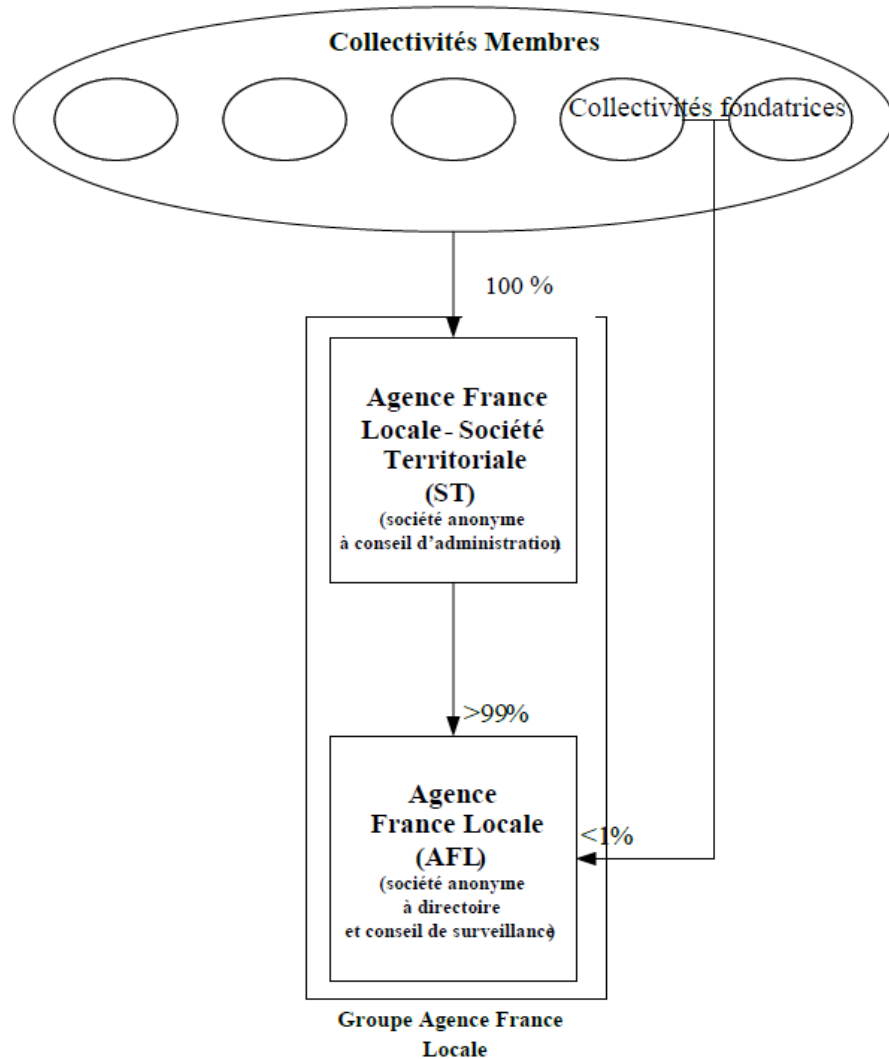 Collectivités Membres
Collectivités fondatrices
100 %
Agence France
Locale - Société
Territoriale
(ST)
(société anonyme
à conseil d'administration)
>99%
Agence
France Locale
(AFL)
(société anonyme
à directoire
et conseil de surveillance)
<1%
Groupe Agence France
Locale